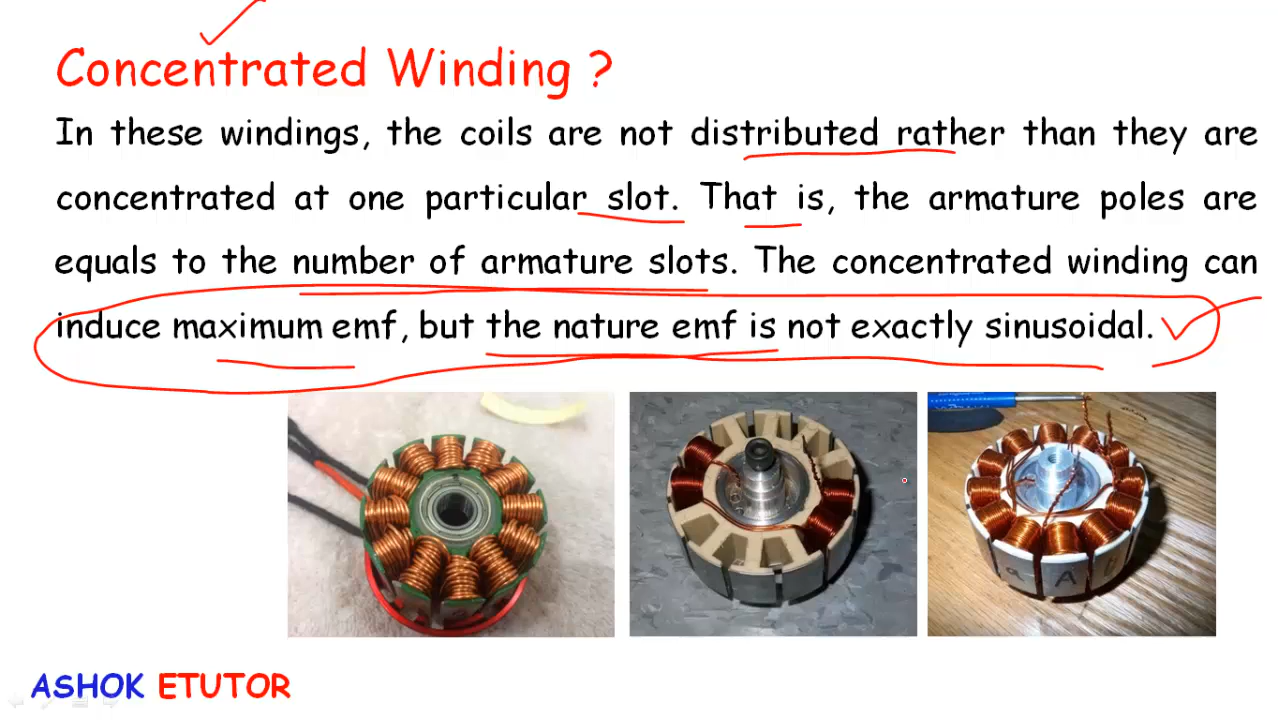 Concentrated Winding ?
In these windings, the coils are not distributed rather than they are
concentrated at one particular slot. That is, the armature poles are
equals to the number of armature slots. The concentrated winding can
induce maximum emf, but the nature emf is not exactly sinusoidal.
a A
ASHOK ETUTOR